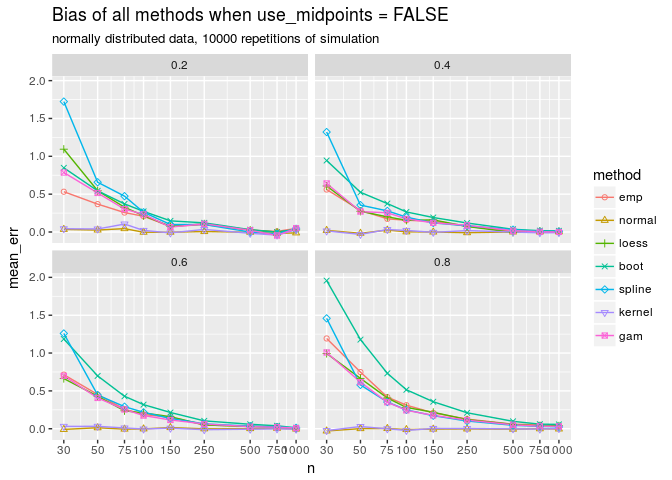 Bias of all methods when use_midpoints = FALSE
normally distributed data, 10000 repetitions of simulation
0.2
0.4
2.0
1.5
1.0
0.5
0.0
0.6
0.8
2.0
1.5
1.0
0.5
0.0
mean_err
30 50 75 100 150 250 500 750 1000
30 50 75 100 150 250 500 750 1000
n
method
emp
normal
loess
boot
spline
kernel
gam